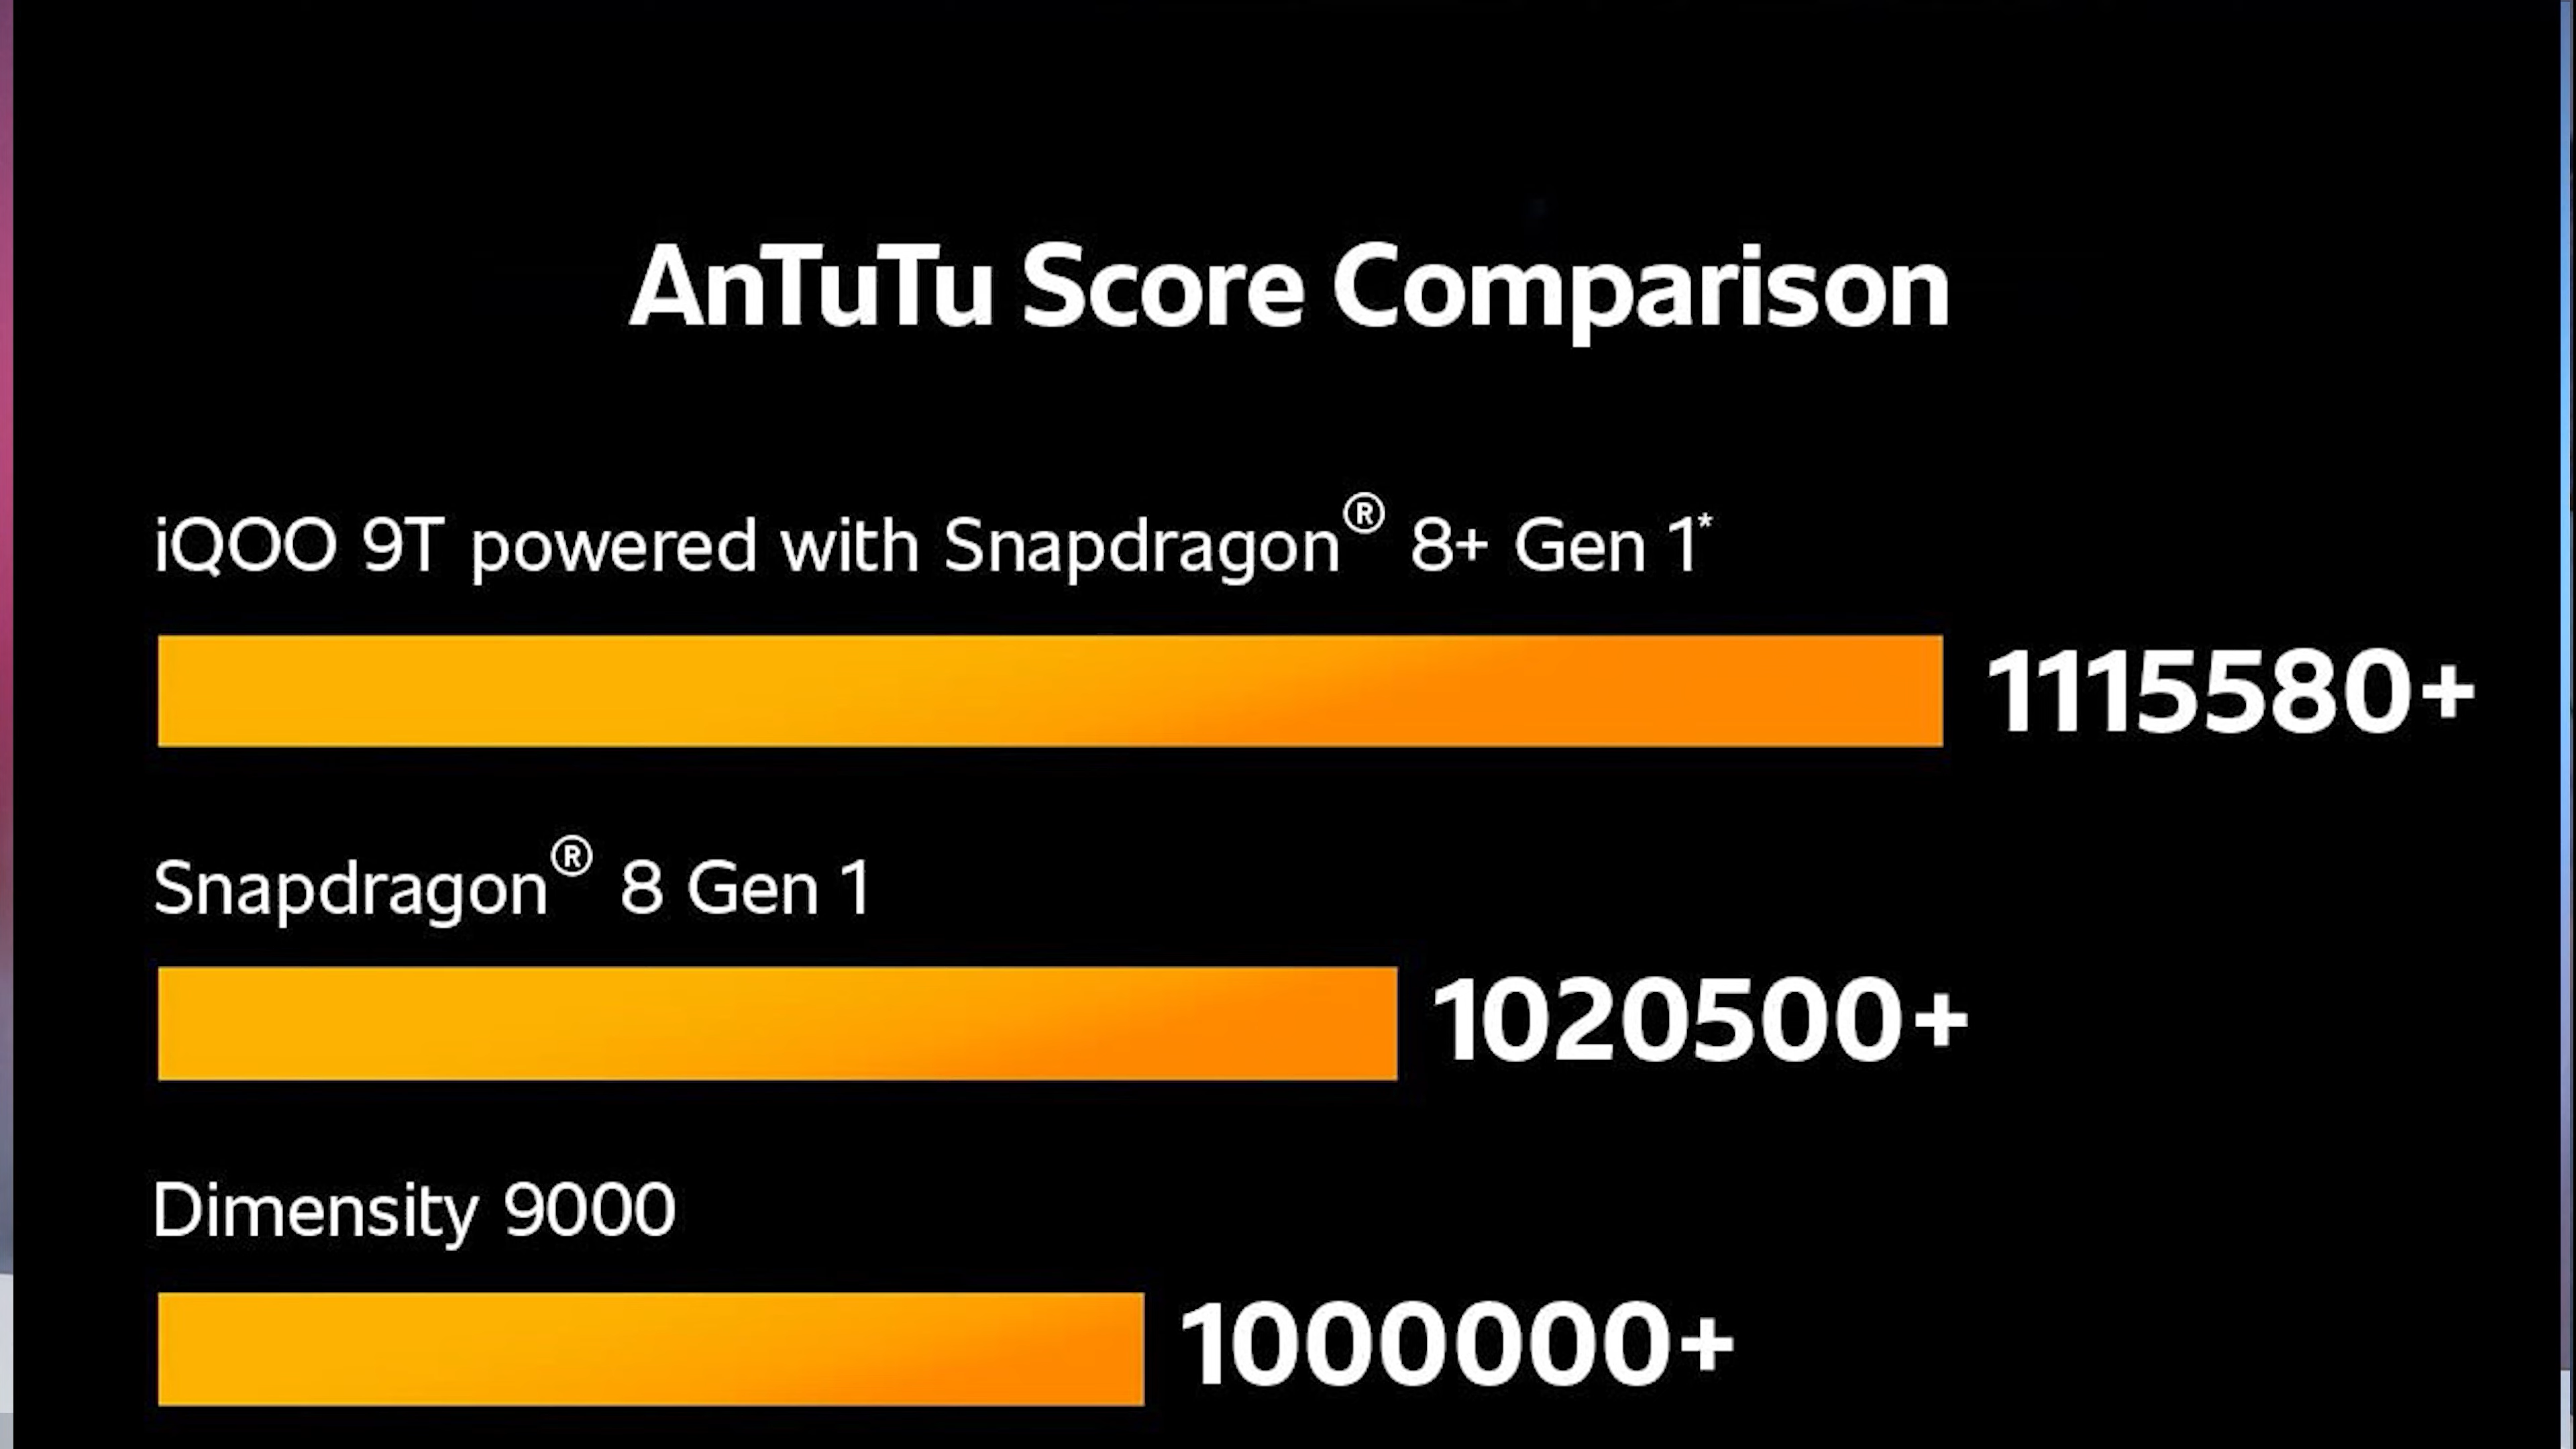 AnTuTu Score Comparison
iQOO 9T powered with Snapdragon® 8+ Gen 1*
1115580+
Snapdragon® 8 Gen 1
1020500+
Dimensity 9000
1000000+